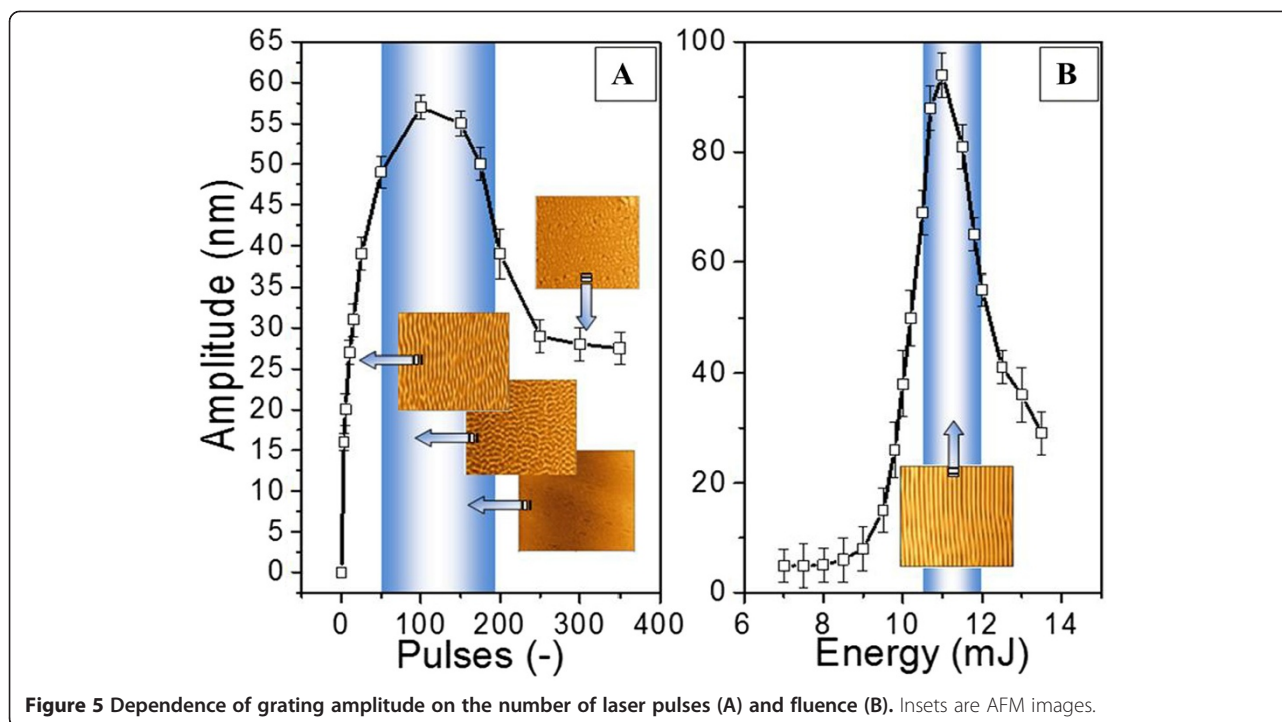 Amplitude (nm)
65
60
55
50
45
40
35
30
25
20
15
10
5
0
A
0 100 200 300 400
Pulses (-)
100
80
60
40
20
0
B
6 8 10 12 14
Energy (mJ)
Figure 5 Dependence of grating amplitude on the number of laser pulses (A) and fluence (B). Insets are AFM images.